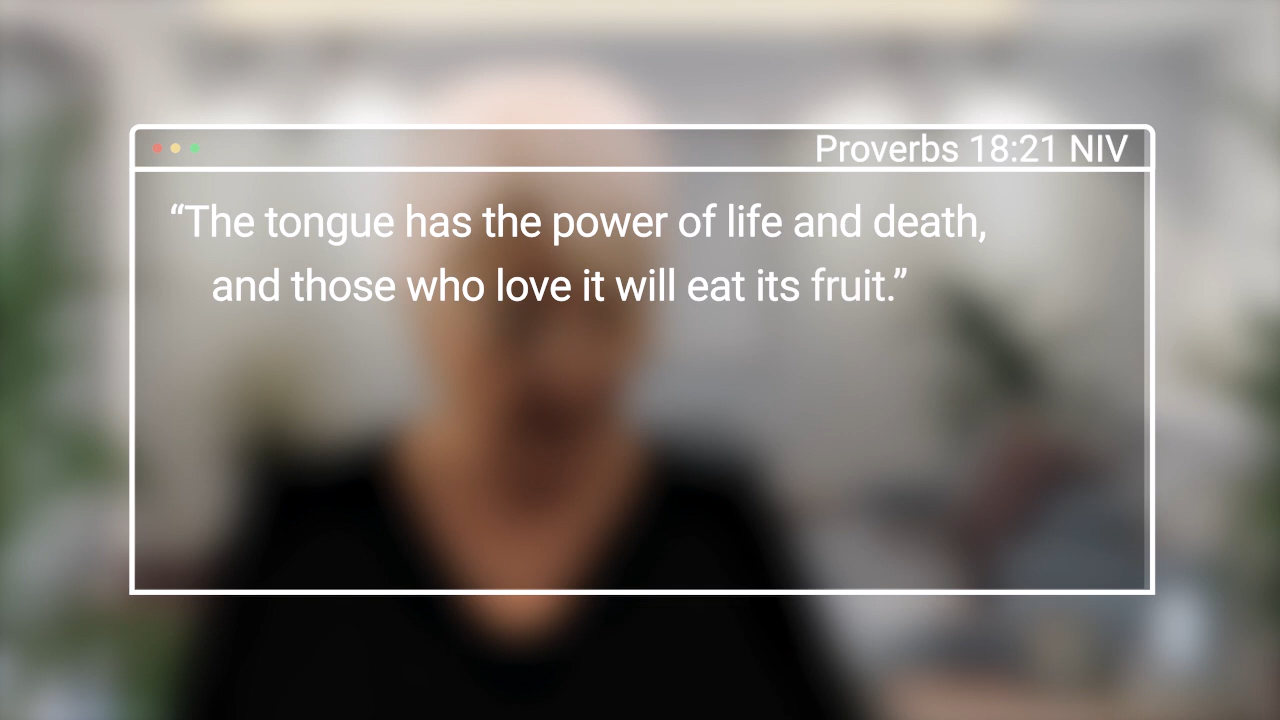 Proverbs 18:21 NIV
“The tongue has the power of life and death,
and those who love it will eat its fruit.”